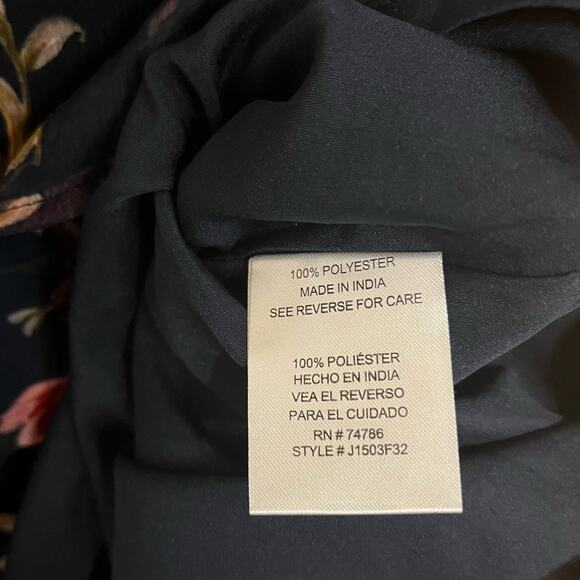 100% POLYESTER
MADE IN INDIA
SEE REVERSE FOR CARE
100% POLIÉSTER
HECHO EN INDIA
VEA EL REVERSO
PARA EL CUIDADO
RN # 74786
STYLE # J1503F32